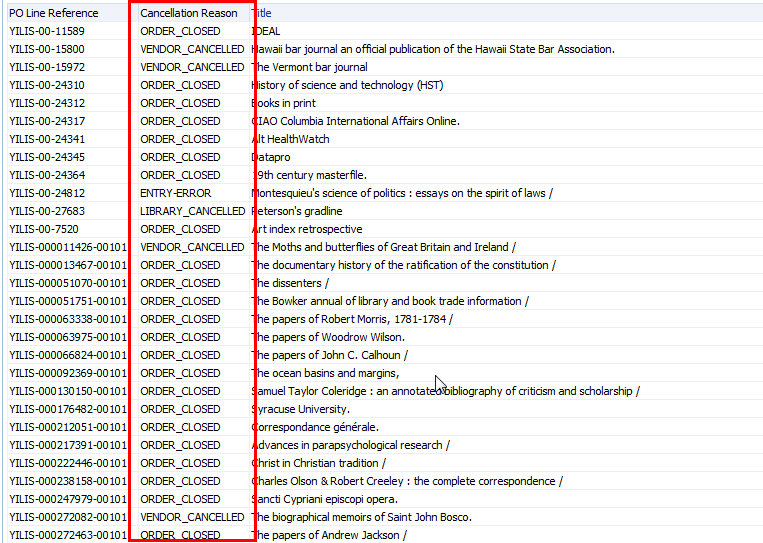 PO Line Reference Cancellation Reason Title
YILIS-00-11589 ORDER_CLOSED IDEAL
YILIS-00-15800 VENDOR_CANCELLED Hawaii bar journal an official publication of the Hawaii State Bar Association.
YILIS-00-15972 VENDOR_CANCELLED The Vermont bar journal
YILIS-00-24310 ORDER_CLOSED History of science and technology (HST)
YILIS-00-24312 ORDER_CLOSED Books in print
YILIS-00-24317 ORDER_CLOSED CIAO Columbia International Affairs Online.
YILIS-00-24341 ORDER_CLOSED Alt HealthWatch
YILIS-00-24345 ORDER_CLOSED Datapro
YILIS-00-24364 ORDER_CLOSED 19th century masterfile.
YILIS-00-24812 ENTRY-ERROR Montesquieu's science of politics : essays on the spirit of laws /
YILIS-00-27683 LIBRARY_CANCELLED Peterson's gradline
YILIS-00-7520 ORDER_CLOSED Art index retrospective
YILIS-000011426-00101 VENDOR_CANCELLED The Moths and butterflies of Great Britain and Ireland /
YILIS-000013467-00101 ORDER_CLOSED The documentary history of the ratification of the constitution /
YILIS-000051070-00101 ORDER_CLOSED The dissenters /
YILIS-000051751-00101 ORDER_CLOSED The Bowker annual of library and book trade information /
YILIS-000063338-00101 ORDER_CLOSED The papers of Robert Morris, 1781-1784 /
YILIS-000063975-00101 ORDER_CLOSED The papers of Woodrow Wilson.
YILIS-000066824-00101 ORDER_CLOSED The papers of John C. Calhoun /
YILIS-000092369-00101 ORDER_CLOSED The ocean basins and margins,
YILIS-000130150-00101 ORDER_CLOSED Samuel Taylor Coleridge : an annotated bibliography of criticism and scholarship /
YILIS-000176482-00101 ORDER_CLOSED Syracuse University.
YILIS-000212051-00101 ORDER_CLOSED Correspondance générale.
YILIS-000217391-00101 ORDER_CLOSED Advances in parapsychological research /
YILIS-000222446-00101 ORDER_CLOSED Christ in Christian tradition /
YILIS-000238158-00101 ORDER_CLOSED Charles Olson & Robert Creeley : the complete correspondence /
YILIS-000247979-00101 ORDER_CLOSED Sancti Cypriani episcopi opera.
YILIS-000272082-00101 VENDOR_CANCELLED The biographical memoirs of Saint John Bosco.
YILIS-000272463-00101 ORDER_CLOSED The papers of Andrew Jackson /